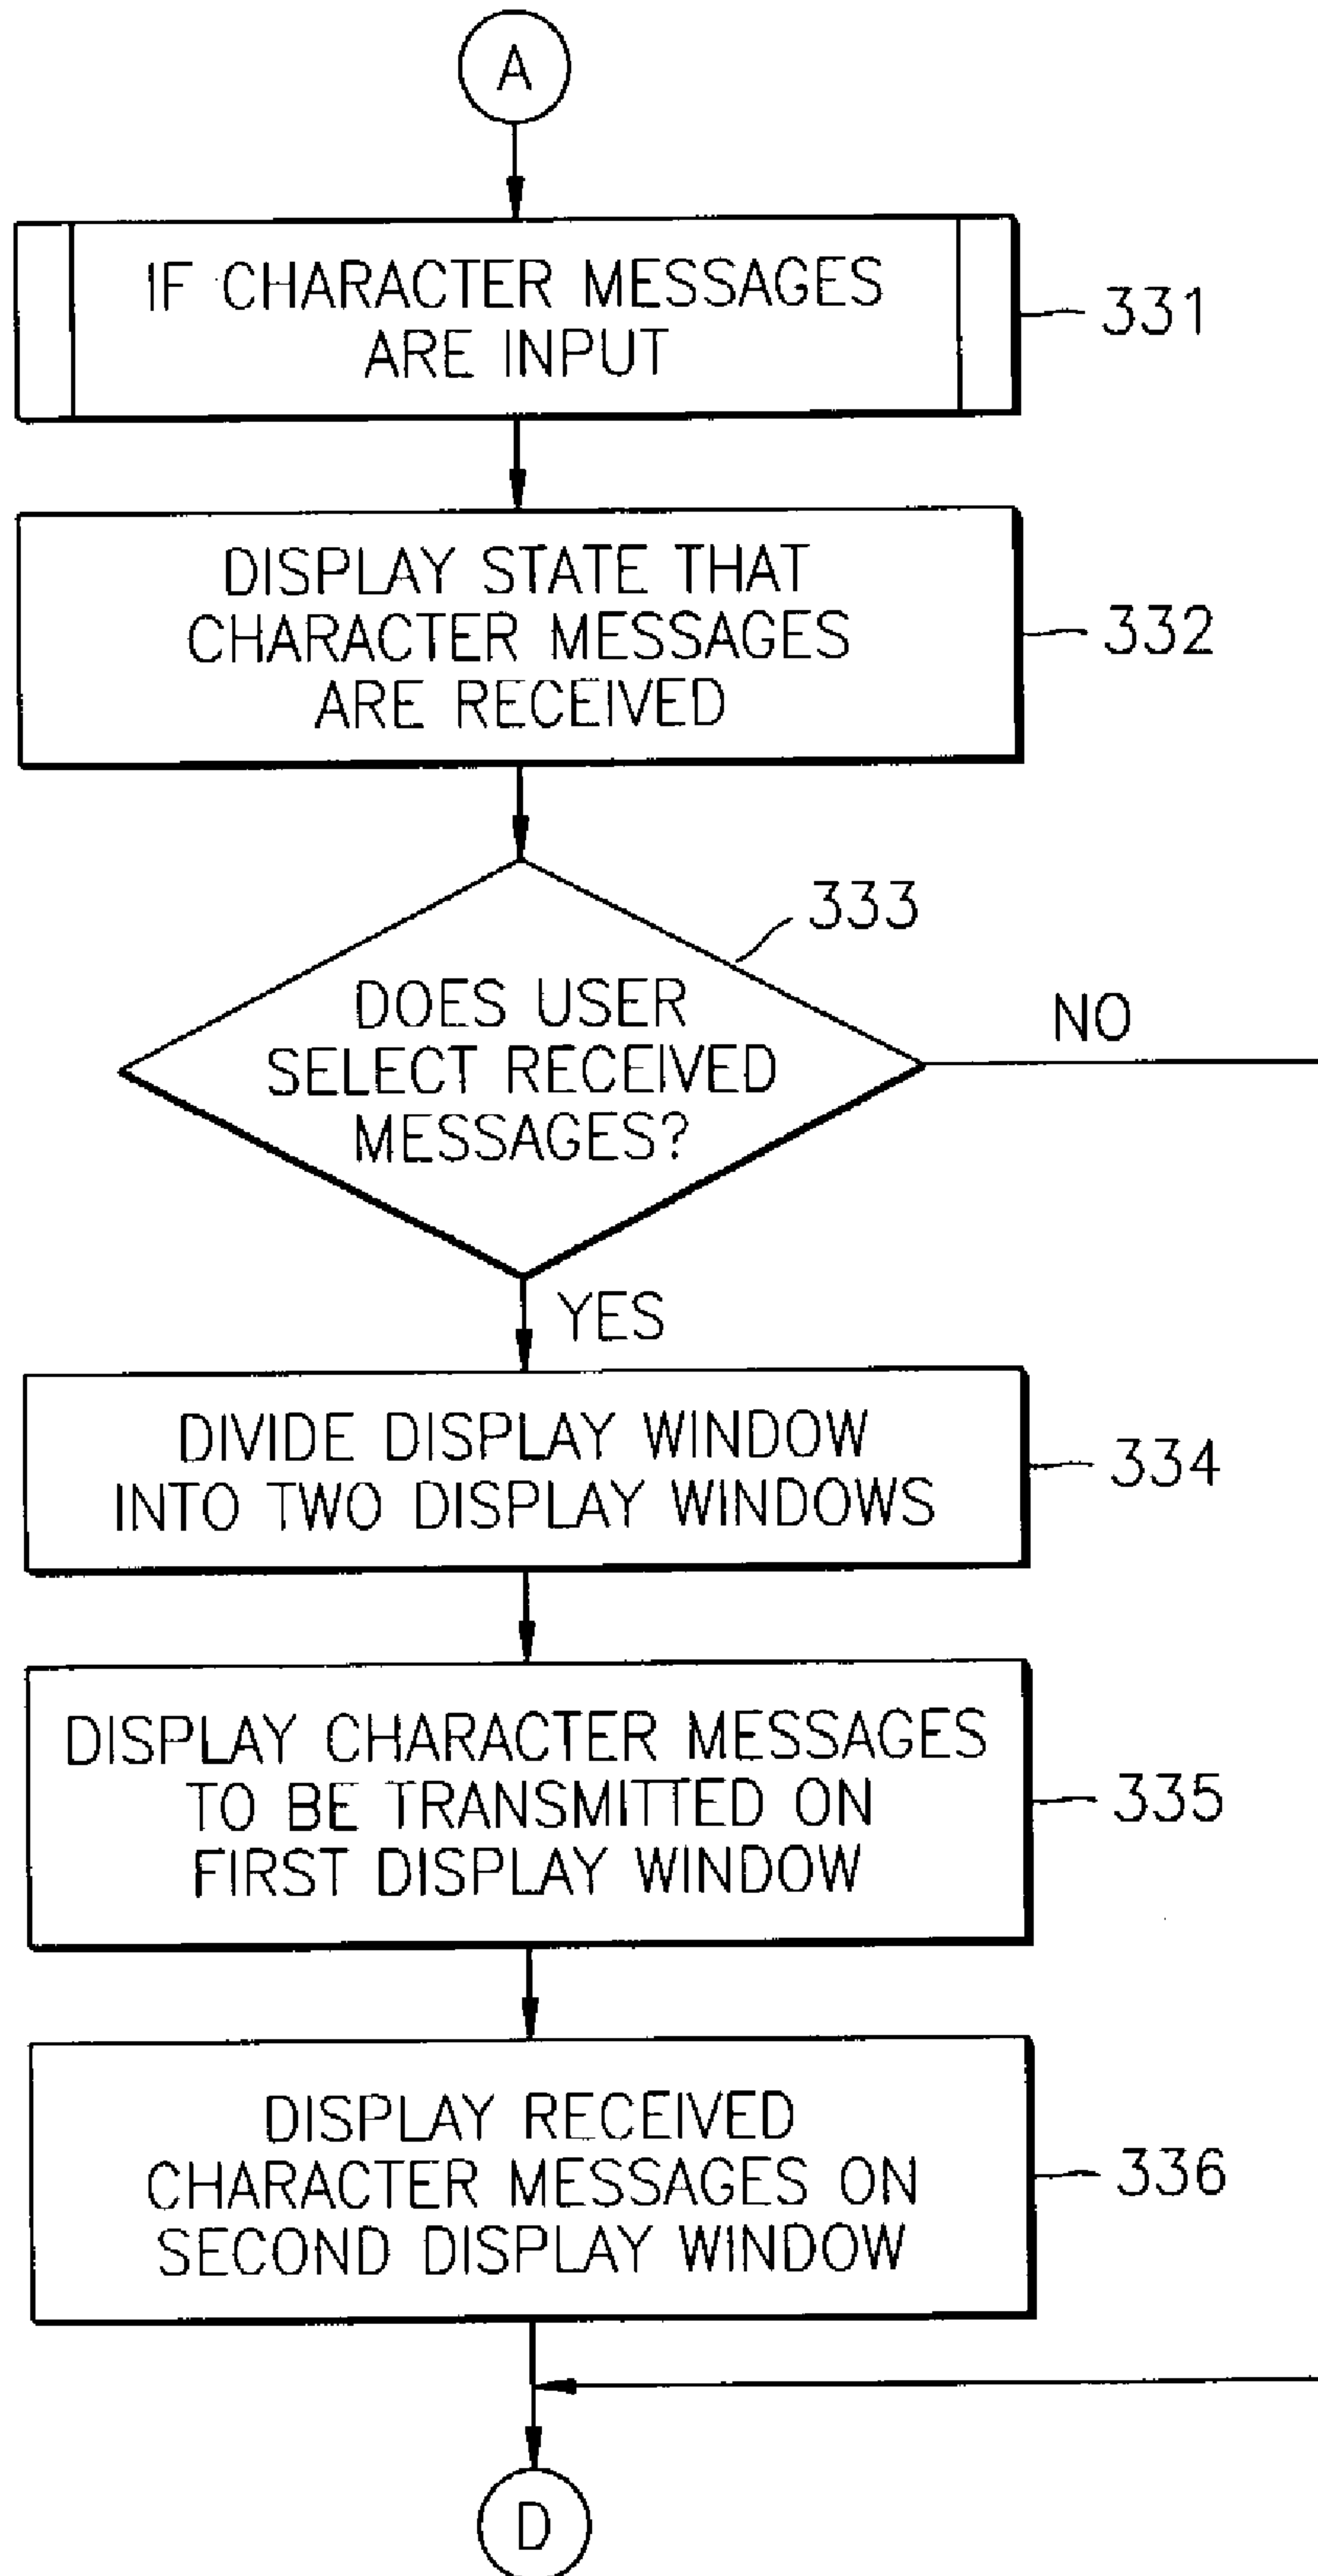 A
IF CHARACTER MESSAGES
ARE INPUT
331
DISPLAY STATE THAT
CHARACTER MESSAGES
ARE RECEIVED
332
333
DOES USER
SELECT RECEIVED
MESSAGES?
NO
YES
DIVIDE DISPLAY WINDOW
INTO TWO DISPLAY WINDOWS
334
DISPLAY CHARACTER MESSAGES
TO BE TRANSMITTED ON
FIRST DISPLAY WINDOW
335
DISPLAY RECEIVED
CHARACTER MESSAGES ON
SECOND DISPLAY WINDOW
336
D